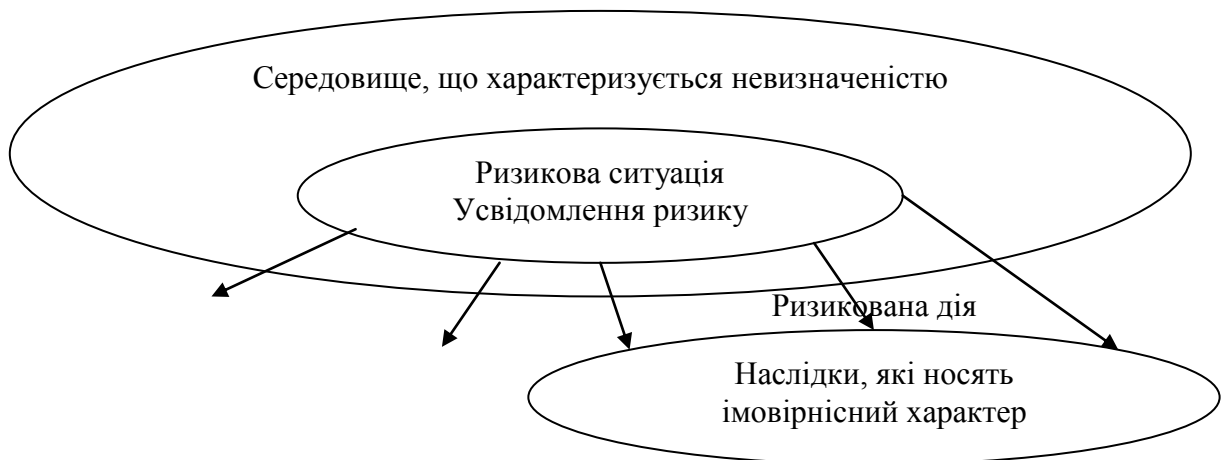 Середовище, що характеризується невизначеністю
Ризикова ситуація
Усвідомлення ризику
Ризикована дія
Наслідки, які носять
імовірнісний характер